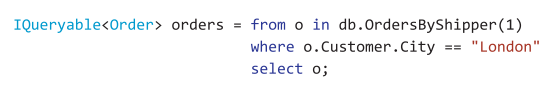 IQueryable<Order> orders = from o in db.OrdersByShipper(1)
where o.Customer.City == "London"
select o;